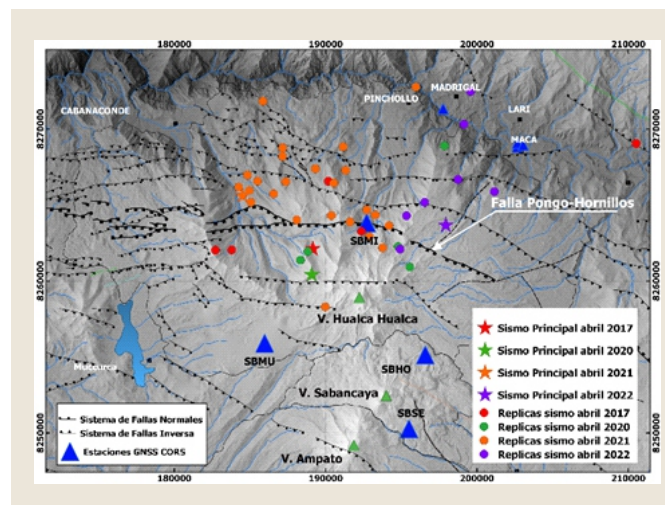 180000 190000 200000 210000
MADRIGAL
PINCHOLLO
CABANACONDE
LARI
MACA
8270000
8270000
Falla Pongo-Hornillos
SBMI
8260000
8260000
V. Hualca Hualca
SBMU
SBHO
Mucurca
V. Sabancaya
SBSE
V. Ampato
8250000
8250000
Sismo Principal abril 2017
Sismo Principal abril 2020
Sismo Principal abril 2021
Sismo Principal abril 2022
Replicas sismo abril 2017
Replicas sismo abril 2020
Replicas sismo abril 2021
Replicas sismo abril 2022
Sistema de Fallas Normales
Sistema de Fallas Inversa
Estaciones GNSS CORS
180000 190000 200000 210000